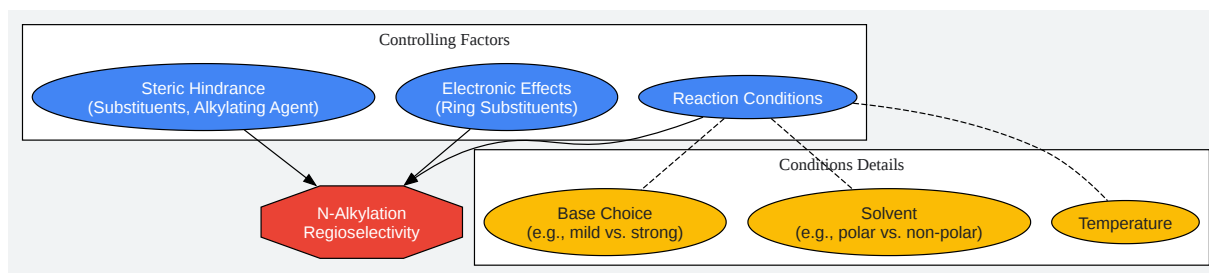 Controlling Factors
Steric Hindrance
(Substituents, Alkylating Agent)
Electronic Effects
(Ring Substituents)
Reaction Conditions
Conditions Details
N-Alkylation
Regioselectivity
Base Choice
(e.g., mild vs. strong)
Solvent
(e.g., polar vs. non-polar)
Temperature